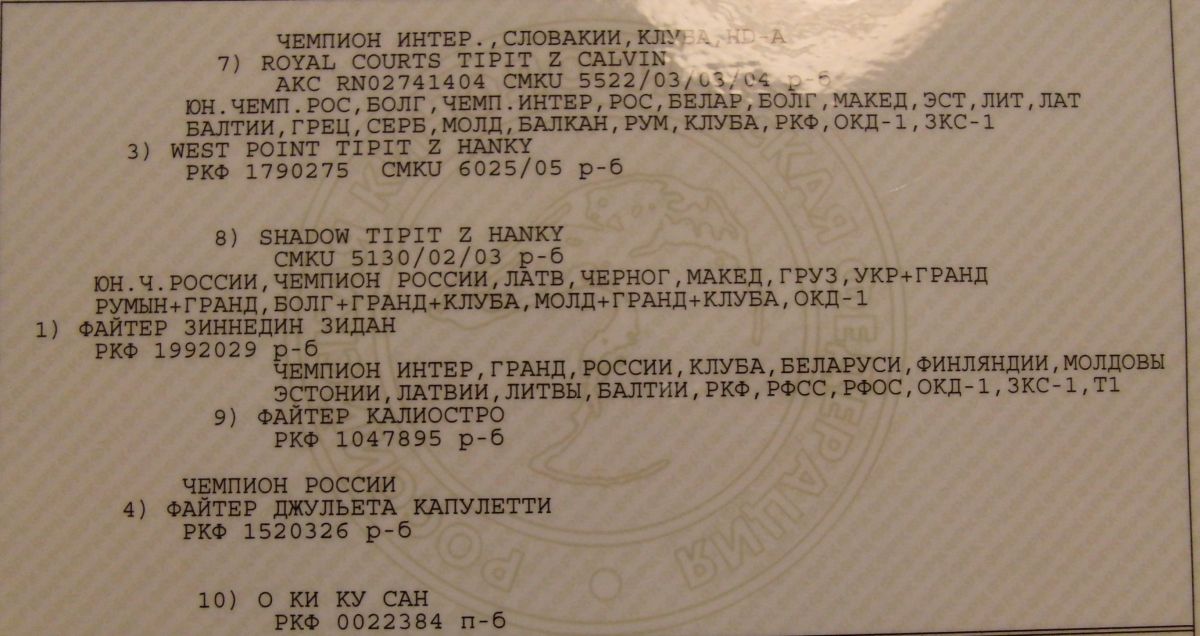 ЧЕМПИОН ИНТЕР.,СЛОВАКИИ,КЛУБА,HD-A
7) ROYAL COURTS TIPIT Z CALVIN
АКС RN02741404 CMKU 5522/03/03/04 р-б
ЮН.ЧЕМП.РОС,БОЛГ,ЧЕМП.ИНТЕР,РОС,БЕЛАР,БОЛГ,МАКЕД,ЭСТ,ЛИТ,ЛАТ
БАЛТИИ,ГРЕЦ,СЕРБ,МОЛД,БАЛКАН,РУМ,КЛУБА,РКФ,ОКД-1,ЗКС-1
3) WEST POINT TIPIT Z HANKY
РКФ 1790275 CMKU 6025/05 р-б
8) SHADOW TIPIT Z HANKY
CMKU 5130/02/03 р-б
ЮН.Ч.РОССИИ,ЧЕМПИОН РОССИИ,ЛАТВ,ЧЕРНОГ,МАКЕД,ГРУЗ,УКР+ГРАНД
РУМЫН+ГРАНД,БОЛГ+ГРАНД+КЛУБА,МОЛД+ГРАНД+КЛУБА,ОКД-1
1) ФАЙТЕР ЗИННЕДИН ЗИДАН
РКФ 1992029 р-б
ЧЕМПИОН ИНТЕР,ГРАНД,РОССИИ,КЛУБА,БЕЛАРУСИ,ФИНЛЯНДИИ,МОЛДОВЫ
ЭСТОНИИ,ЛАТВИИ,ЛИТВЫ,БАЛТИИ,РКФ,РФСС,РФОС,ОКД-1,ЗКС-1,Т1
9) ФАЙТЕР КАЛИОСТРО
РКФ 1047895 р-б
ЧЕМПИОН РОССИИ
4) ФАЙТЕР ДЖУЛЬЕТА КАПУЛЕТТИ
РКФ 1520326 р-б
10) О КИ КУ САН
РКФ 0022384 п-б